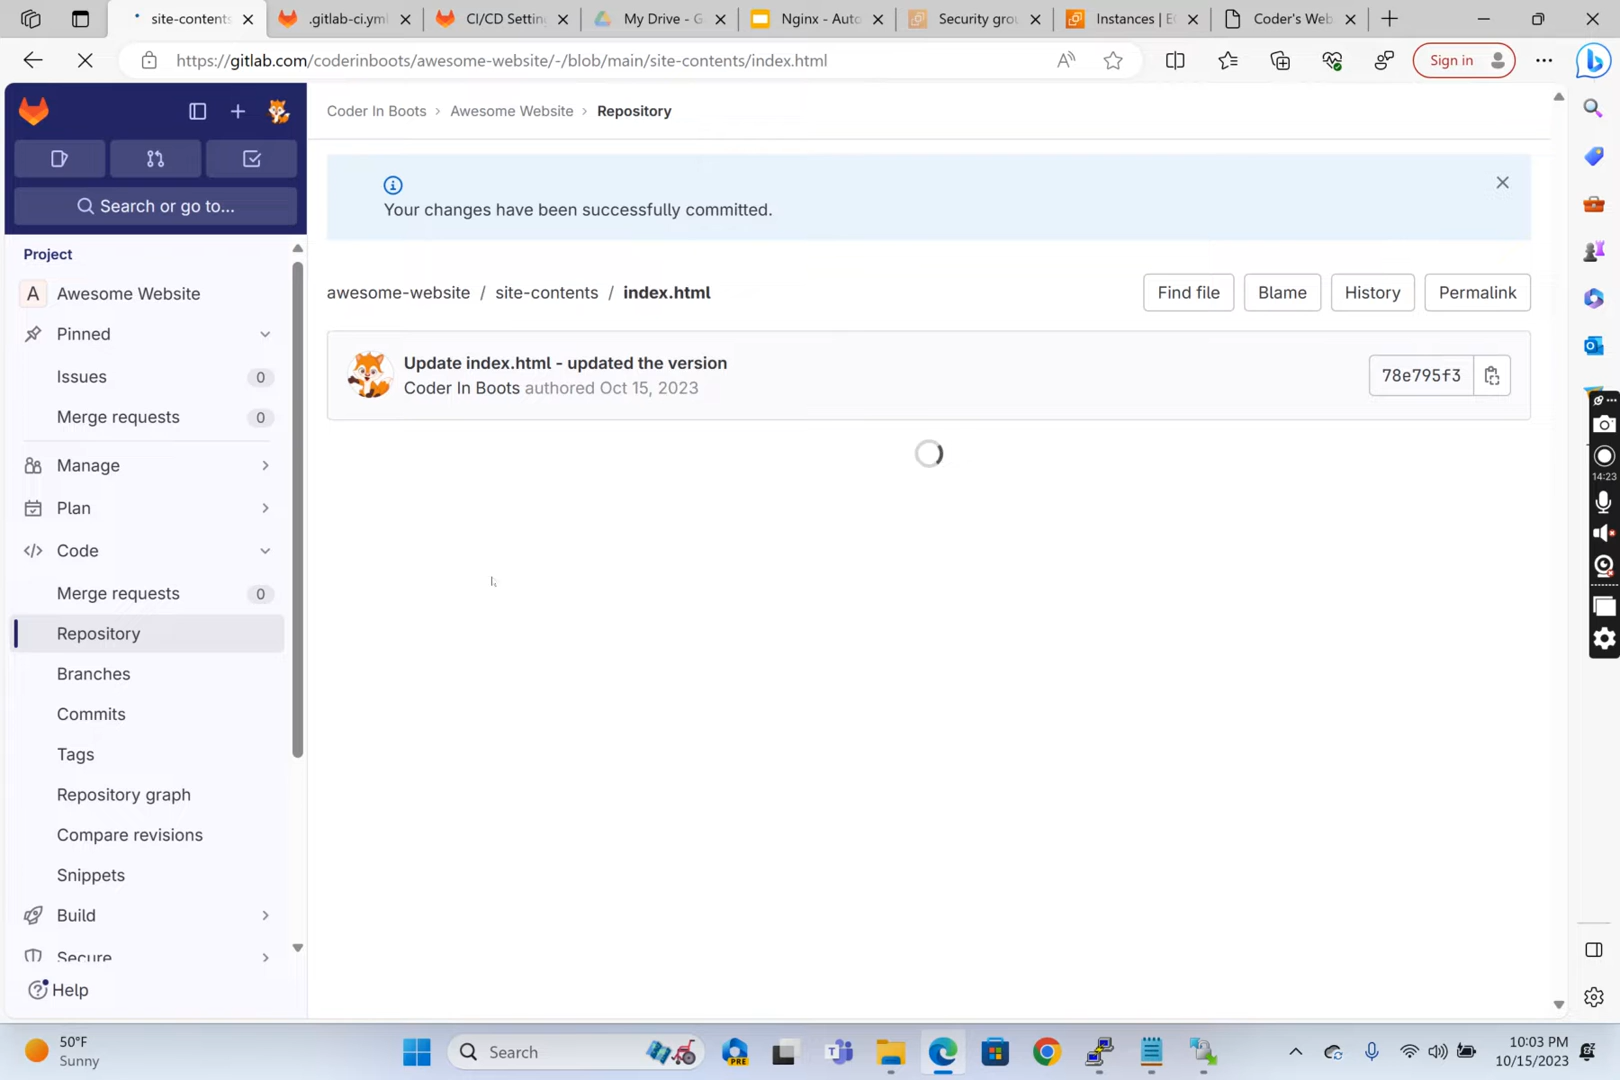 site-contents
.gitlab-ci.yml
CI/CD Settin
My Drive - G
Nginx - Auto
Security grou
Instances | E
Coder's Web
https://gitlab.com/coderinboots/awesome-website/-/blob/main/site-contents/index.html
Sign in
Search or go to...
Project
A Awesome Website
Pinned
Issues 0
Merge requests 0
Manage
Plan
Code
Merge requests 0
Repository
Branches
Commits
Tags
Repository graph
Compare revisions
Snippets
Build
Secure
Help
Coder In Boots > Awesome Website > Repository
Your changes have been successfully committed.
awesome-website / site-contents / index.html
Find file Blame History Permalink
Update index.html - updated the version
Coder In Boots authored Oct 15, 2023
78e795f3
14:23
50°F
Sunny
Search
PRE
10:03 PM
10/15/2023